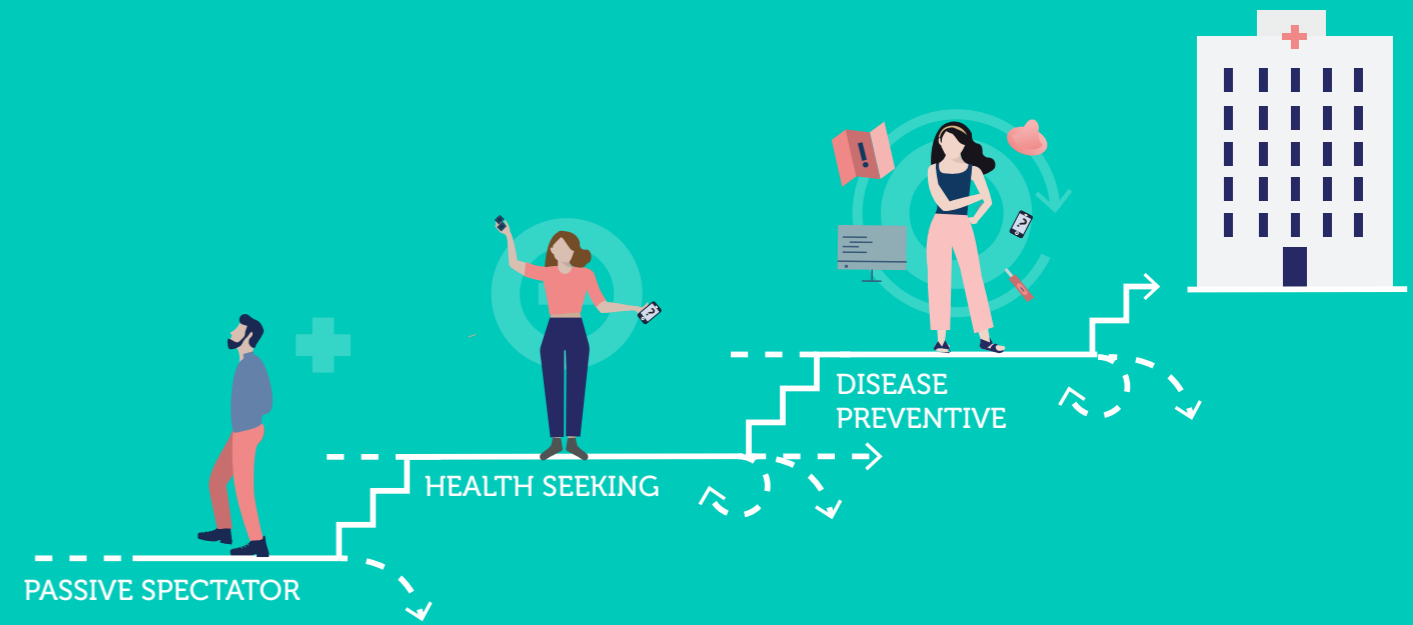 PASSIVE SPECTATOR
HEALTH SEEKING
DISEASE
PREVENTIVE
!
?
?